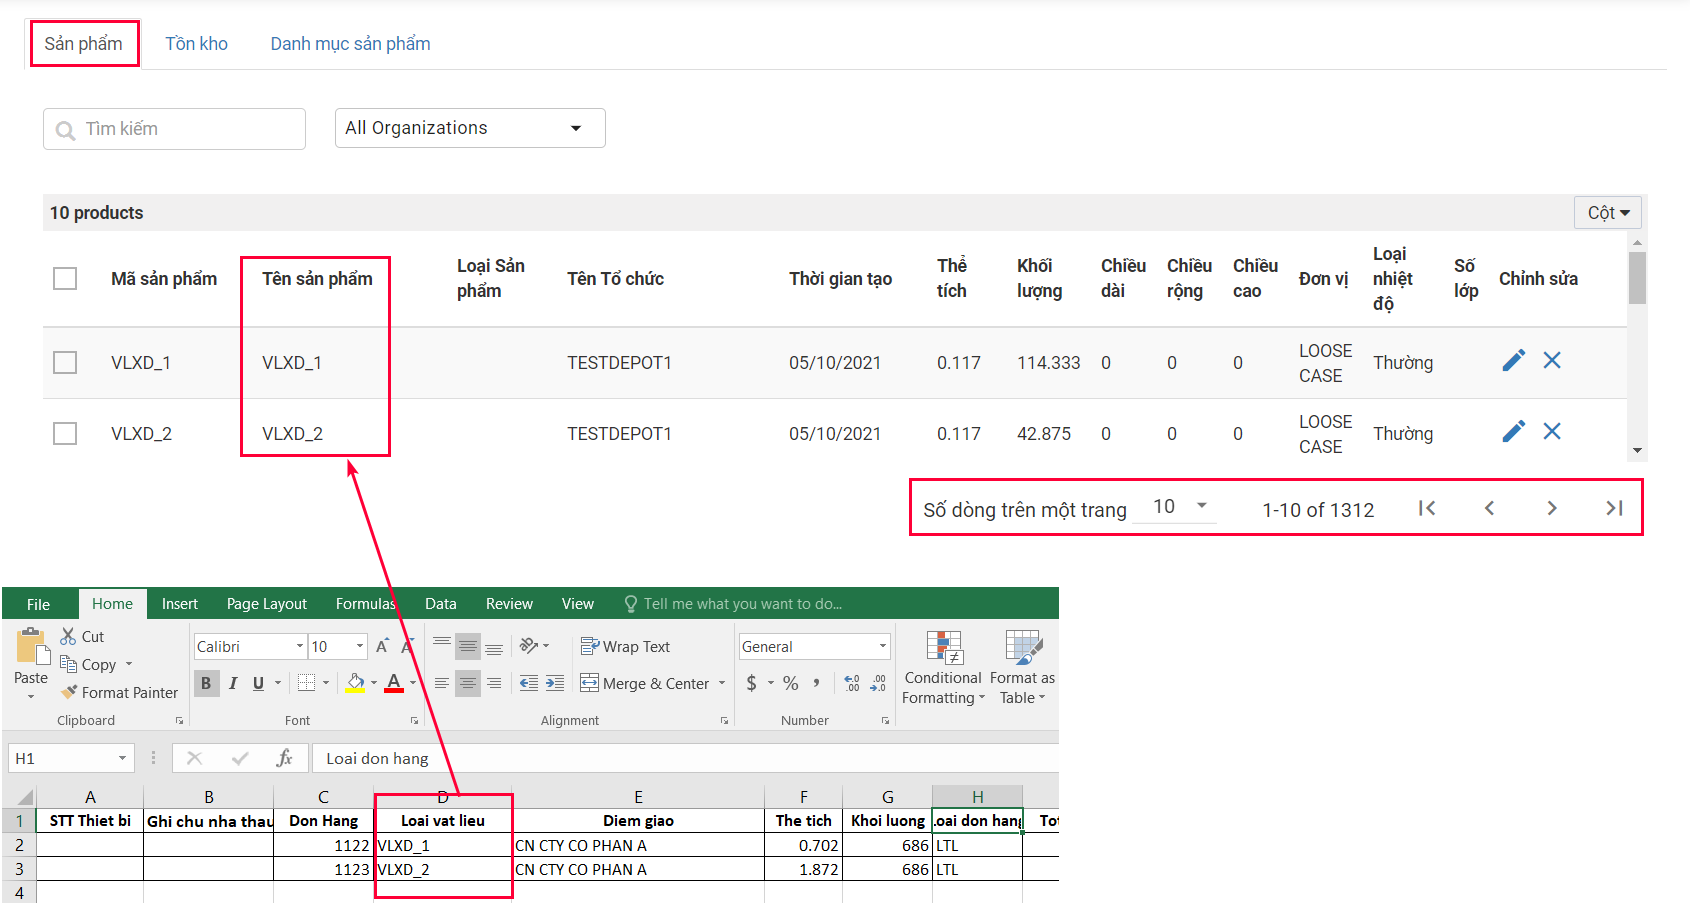 Sản phẩm Tồn kho Danh mục sản phẩm
Tìm kiếm All Organizations
10 products Cột
Mã sản phẩm Tên sản phẩm Loại Sản phẩm Tên Tổ chức Thời gian tạo Thể tích Khối lượng Chiều dài Chiều rộng Chiều cao Đơn vị Loại nhiệt độ Số lớp Chỉnh sửa
VLXD_1 VLXD_1 TESTDEPOT1 05/10/2021 0.117 114.333 0 0 0 LOOSE CASE Thường
VLXD_2 VLXD_2 TESTDEPOT1 05/10/2021 0.117 42.875 0 0 0 LOOSE CASE Thường
Số dòng trên một trang 10 1-10 of 1312
File Home Insert Page Layout Formulas Data Review View Tell me what you want to do...
Cut
Copy
Format Painter
Paste
Clipboard
Calibri 10 A A
B I U A
Font
Wrap Text
Merge & Center
Alignment
General
$ % , .0 .00 .00 .0
Number
Conditional Formatting
Format as Table
H1 fx Loai don hang
A B C D E F G H
1 STT Thiet bi Ghi chu nha thau Don Hang Loai vat lieu Diem giao The tich Khoi luong oai don hang Tot
2 1122 VLXD_1 CN CTY CO PHAN A 0.702 686 LTL
3 1123 VLXD_2 CN CTY CO PHAN A 1.872 686 LTL
4